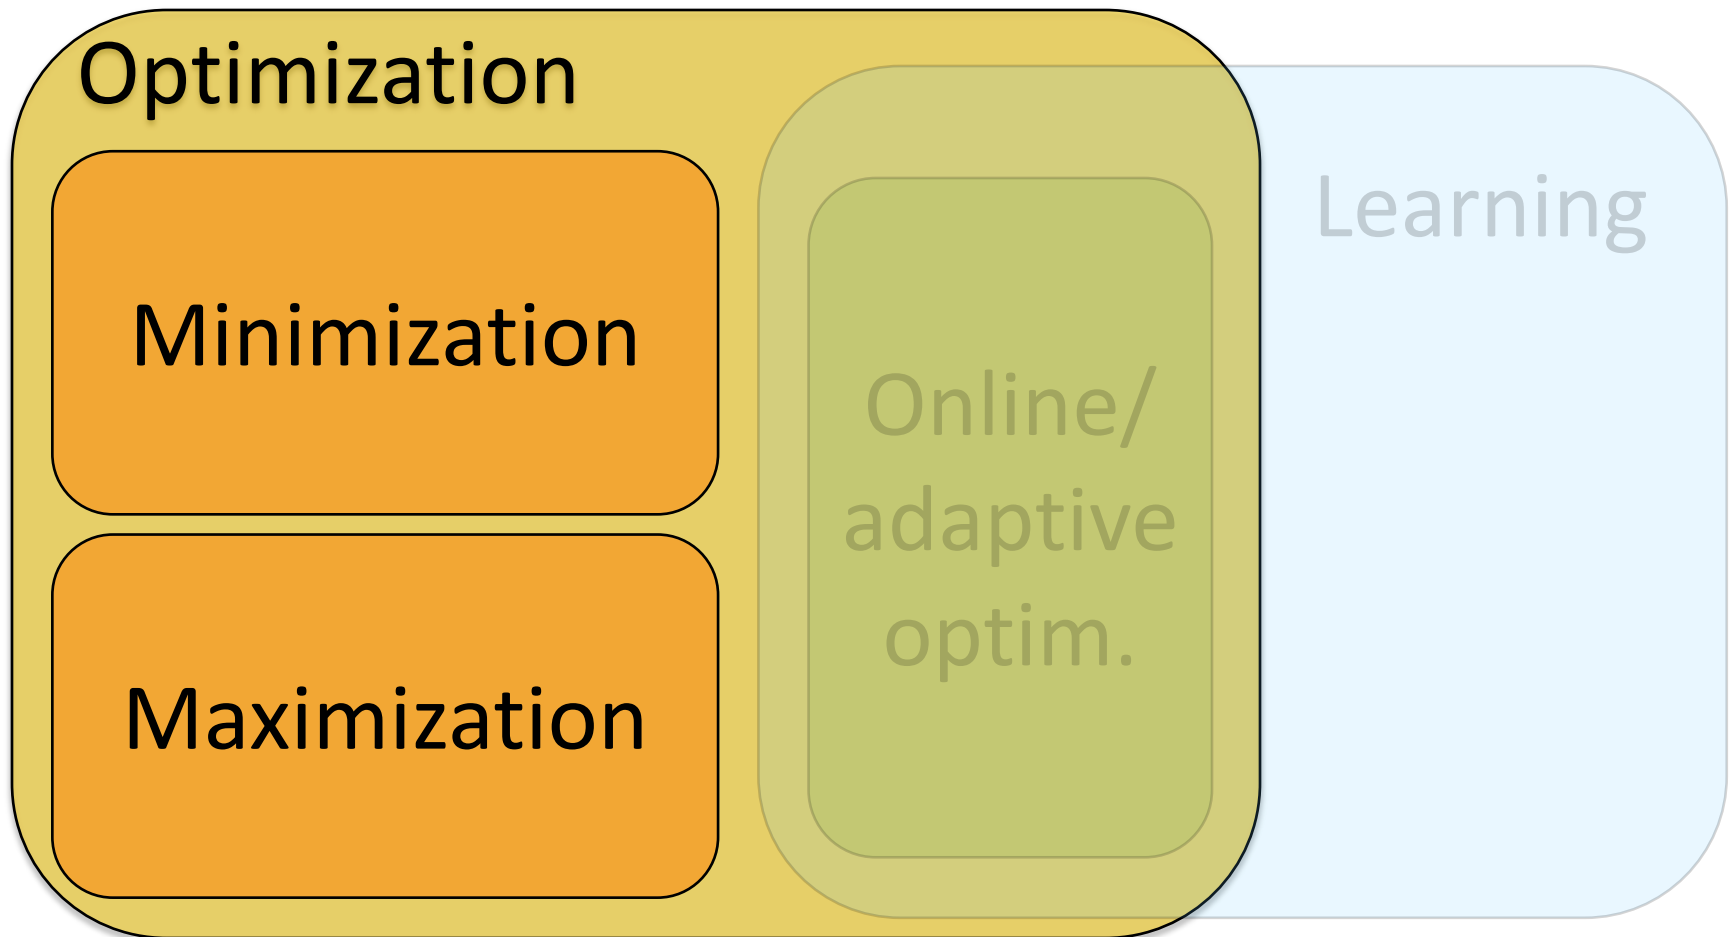 Optimization
Minimization
Maximization
Online/
adaptive
optim.
Learning